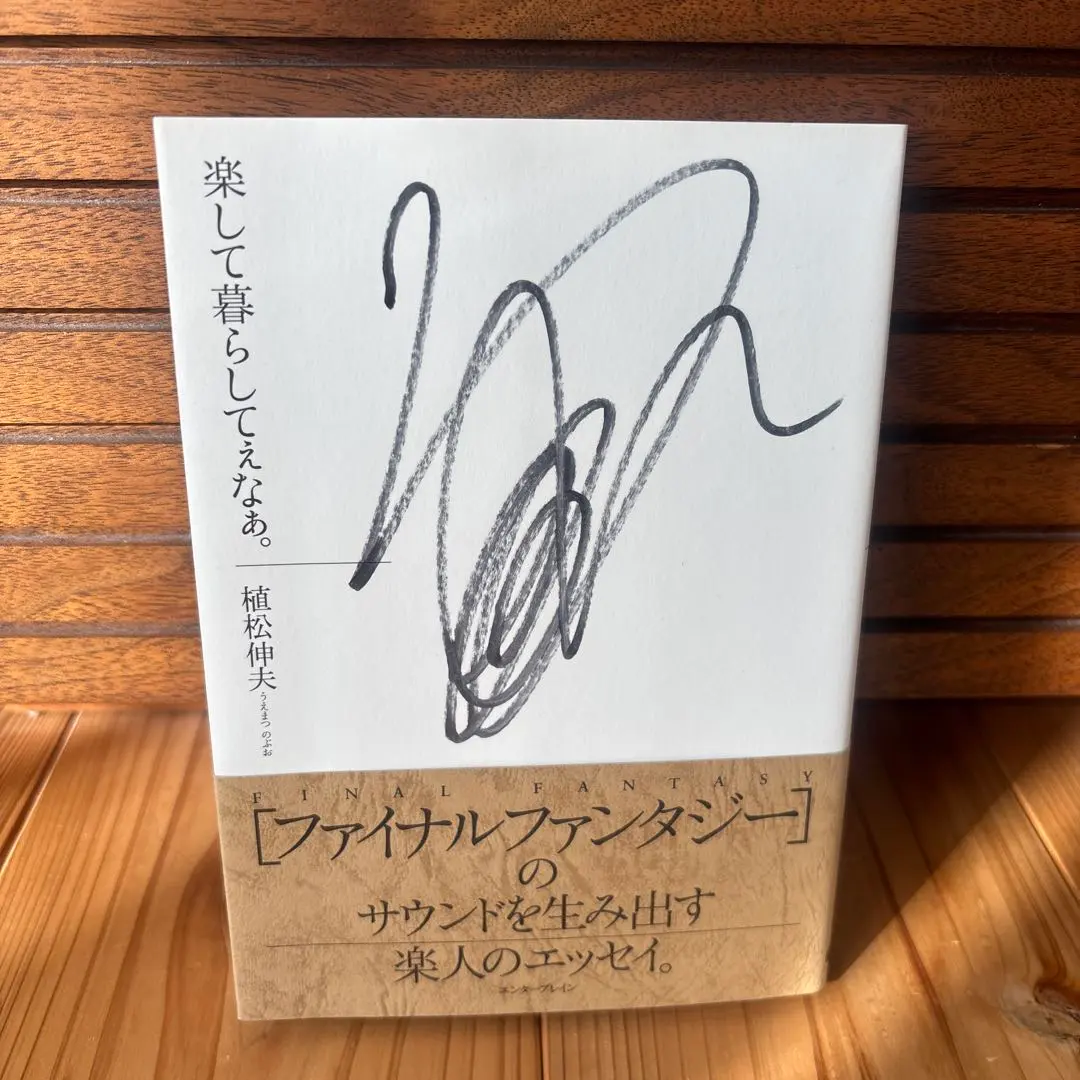 楽して暮らしてぇなぁ。
植松伸夫
うえまつ のぶお
FINAL FANTASY
［ファイナルファンタジー］
の
サウンドを生み出す
楽人のエッセイ。
エンターブレイン